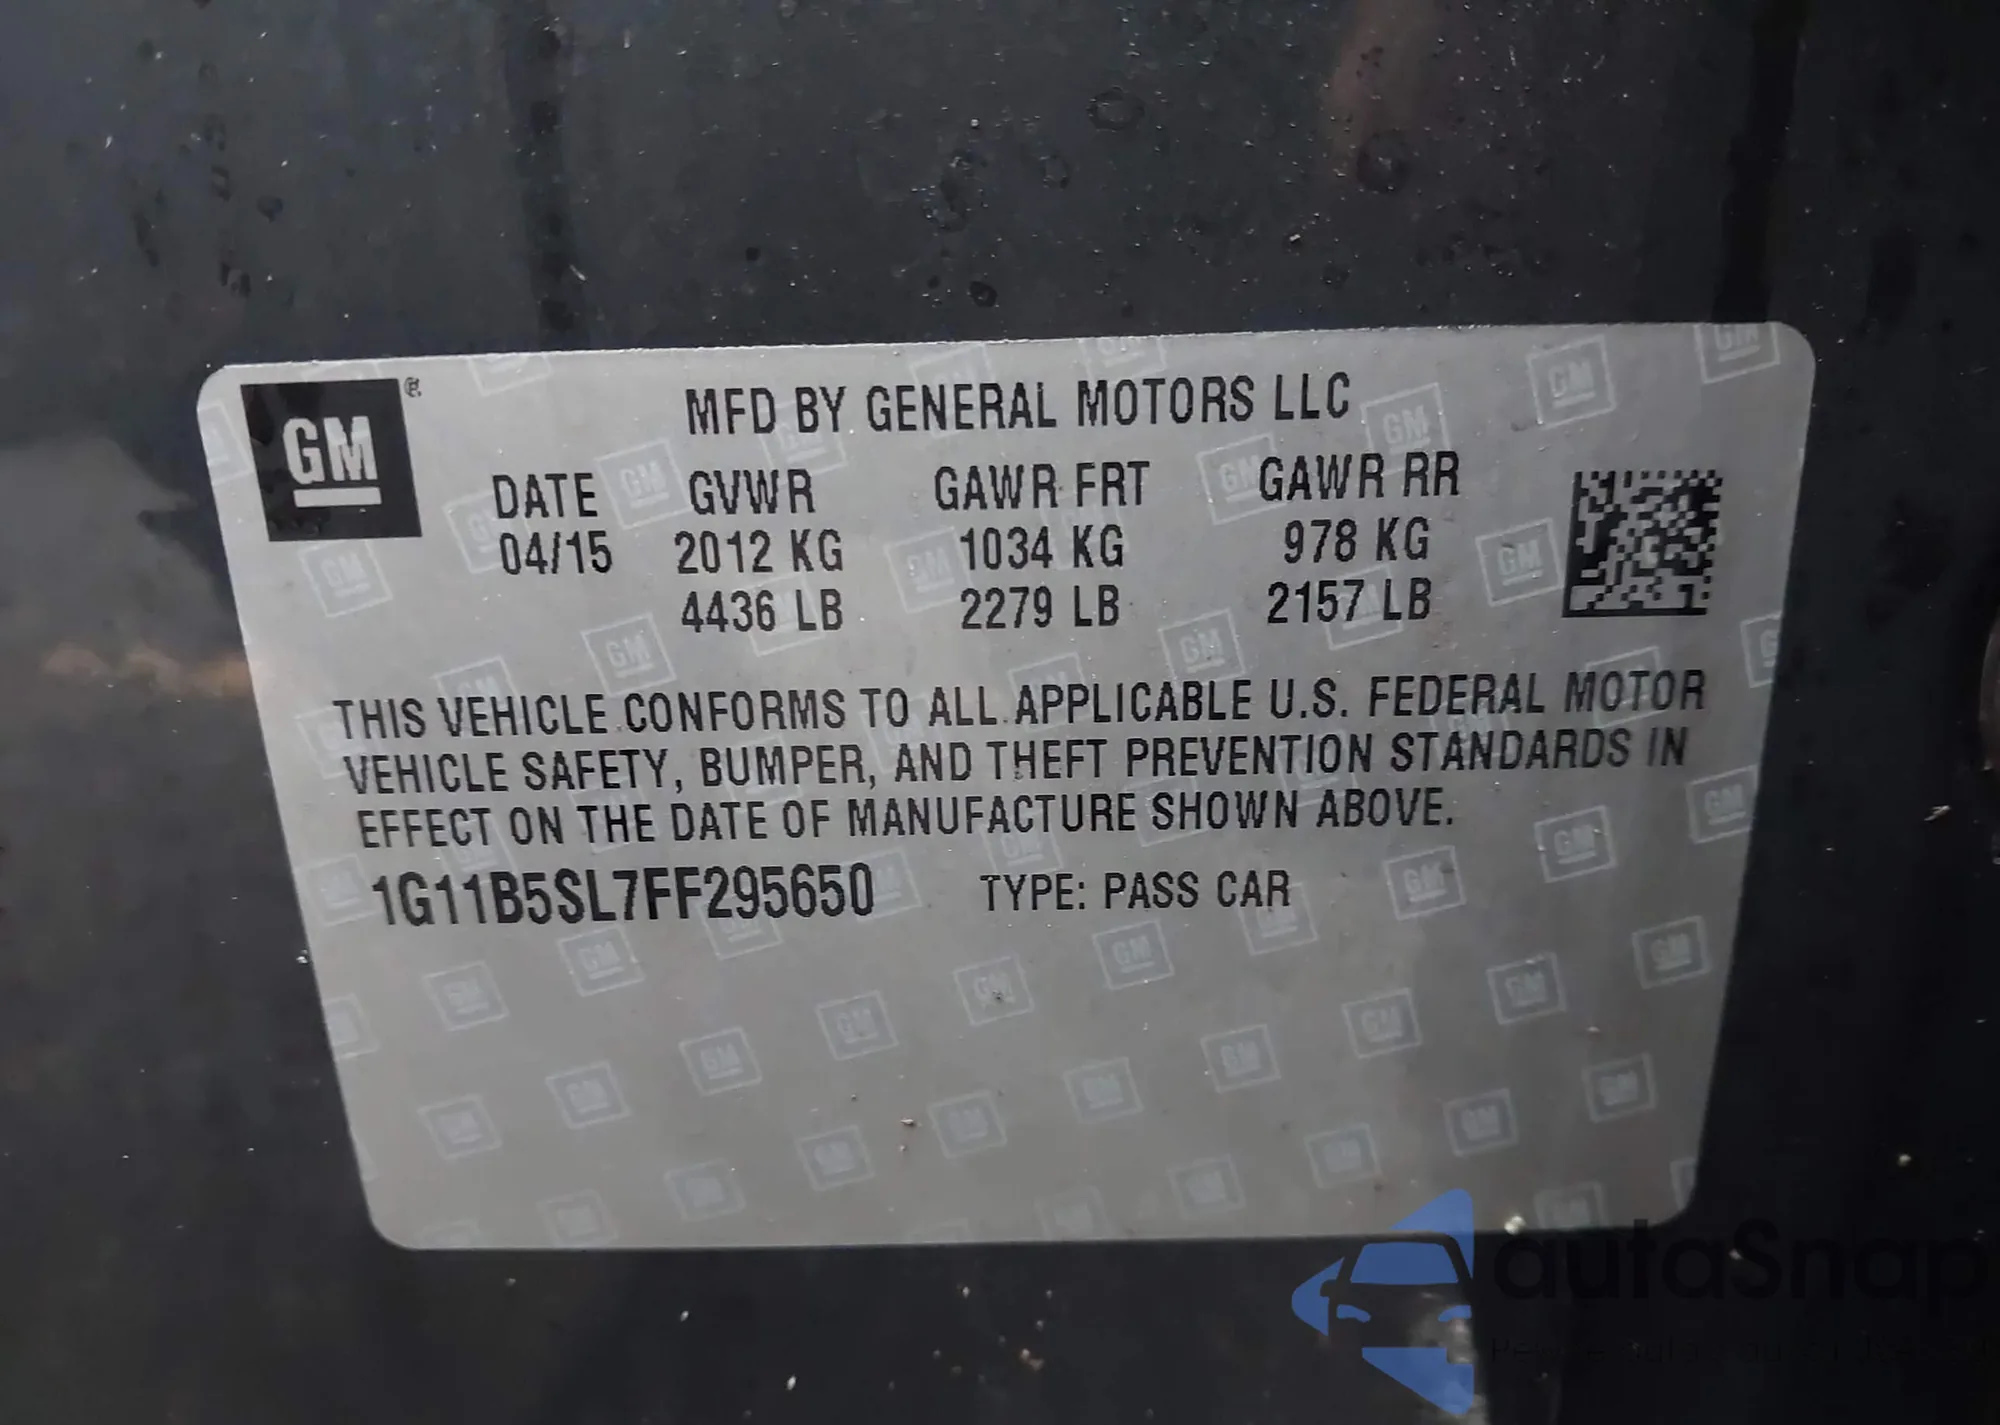 GM ®
MFD BY GENERAL MOTORS LLC
DATE GVWR GAWR FRT GAWR RR
04/15 2012 KG 1034 KG 978 KG
4436 LB 2279 LB 2157 LB
THIS VEHICLE CONFORMS TO ALL APPLICABLE U.S. FEDERAL MOTOR
VEHICLE SAFETY, BUMPER, AND THEFT PREVENTION STANDARDS IN
EFFECT ON THE DATE OF MANUFACTURE SHOWN ABOVE.
1G11B5SL7FF295650 TYPE: PASS CAR
autaSnap